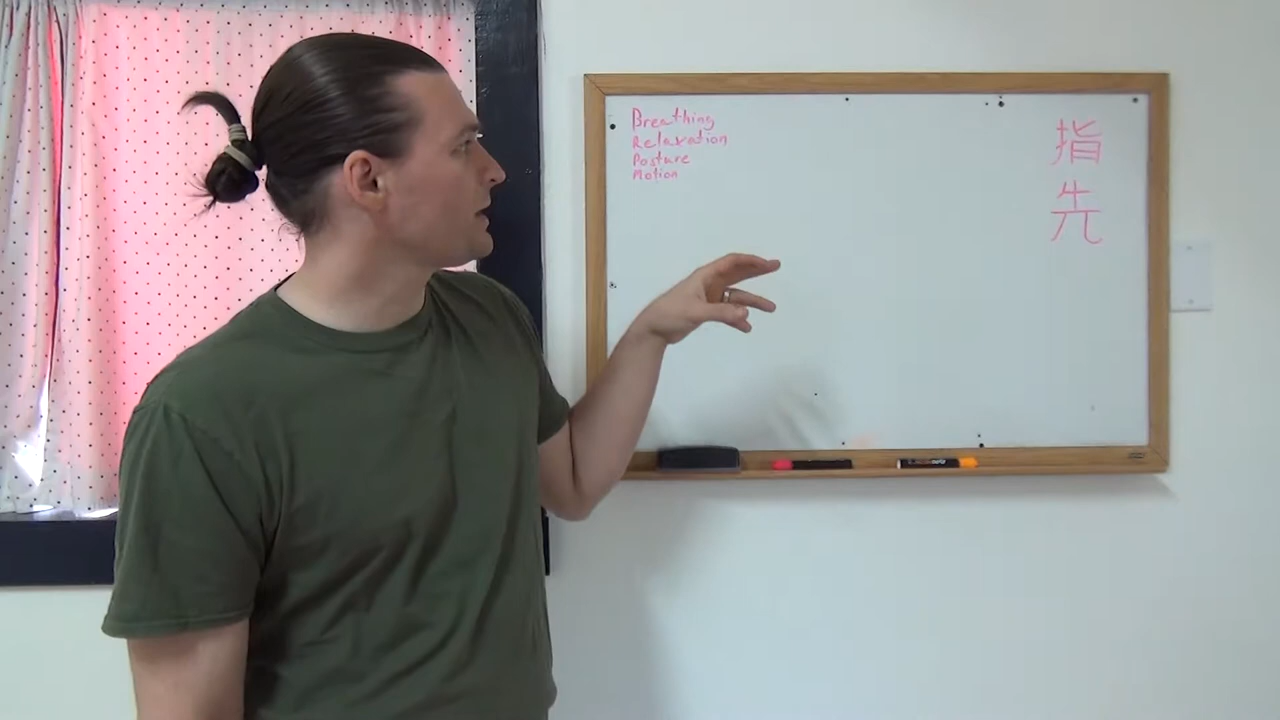 Breathing
Relaxation
Posture
Motion
指
先